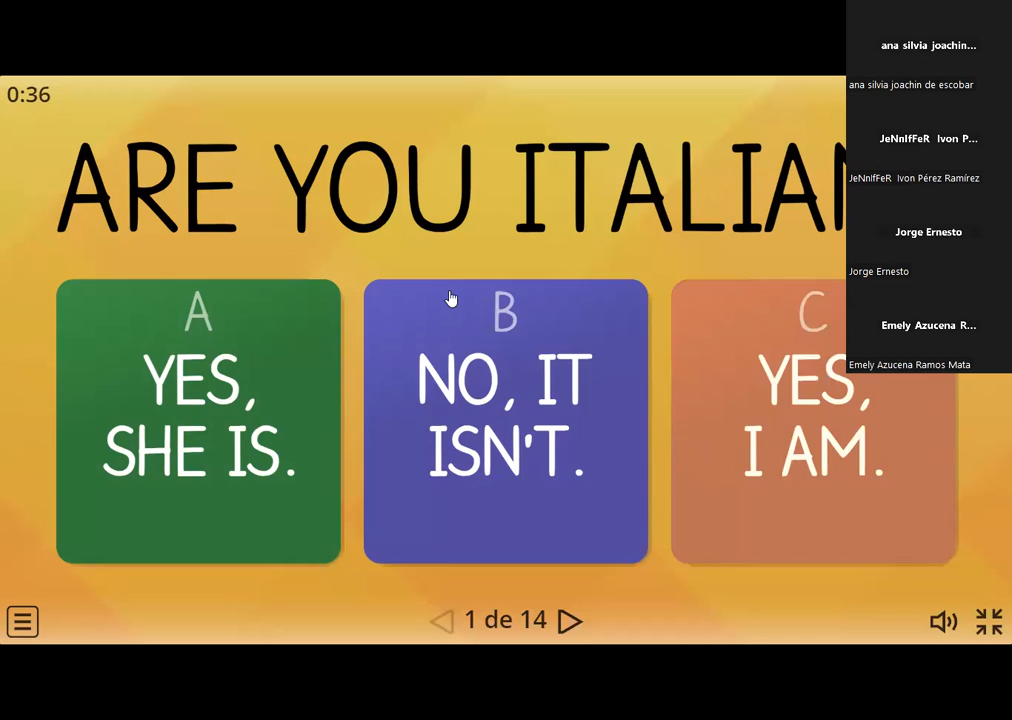 0:36
ARE YOU ITALIAN
A
YES,
SHE IS.
B
NO, IT
ISN'T.
C
YES,
I AM.
1 de 14
ana silvia joachin...
ana silvia joachin de escobar
JeNnIfFeR Ivon P...
JeNnIfFeR Ivon Pérez Ramírez
Jorge Ernesto
Jorge Ernesto
Emely Azucena R...
Emely Azucena Ramos Mata